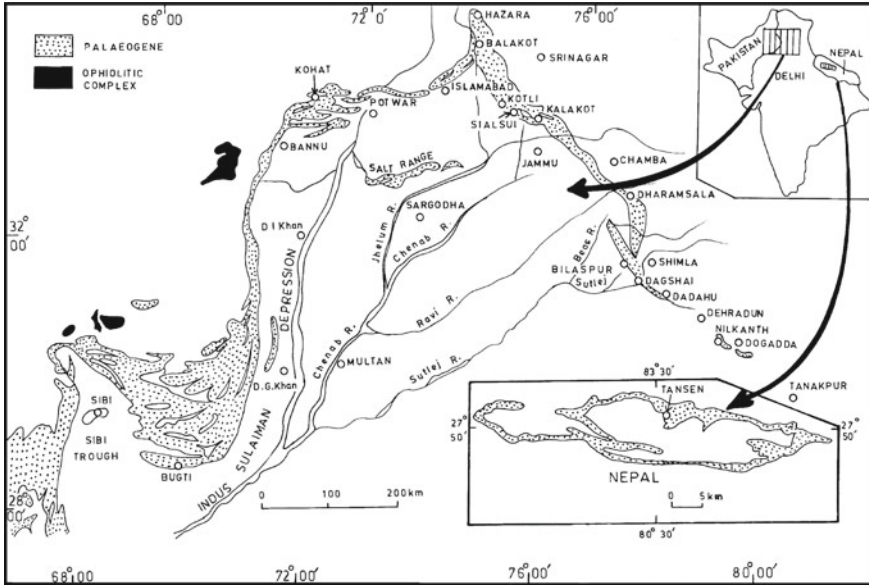 68°00' 72°0' 76°00'
PALAEOGENE
OPHIOLITIC
COMPLEX
HAZARA
BALAKOT
SRINAGAR
KOHAT
ISLAMABAD
POTWAR
KOTLI
SIALSUI
KALAKOT
BANNU
SALT RANGE
JAMMU
CHAMBA
DHARAMSALA
SARGODHA
Jhelum R.
Chenab R.
32°
00'
D I Khan
DEPRESSION
Beas R.
BILASPUR
SHIMLA
Sutlej
DAGSHAI
DADAHU
Ravi R.
DEHRADUN
NILKANTH
DOGADDA
Chenab R.
MULTAN
Sutlej R.
D.G.Khan
SIBI
SIBI
TROUGH
BUGTI
INDUS SULAIMAN
28°
00'
0 100 200 km
PAKISTAN
NEPAL
DELHI
83° 30'
TANSEN
TANAKPUR
27°
50'
27°
50'
NEPAL
0 5 km
80° 30'
68°00' 72°00' 76°00' 80°00'